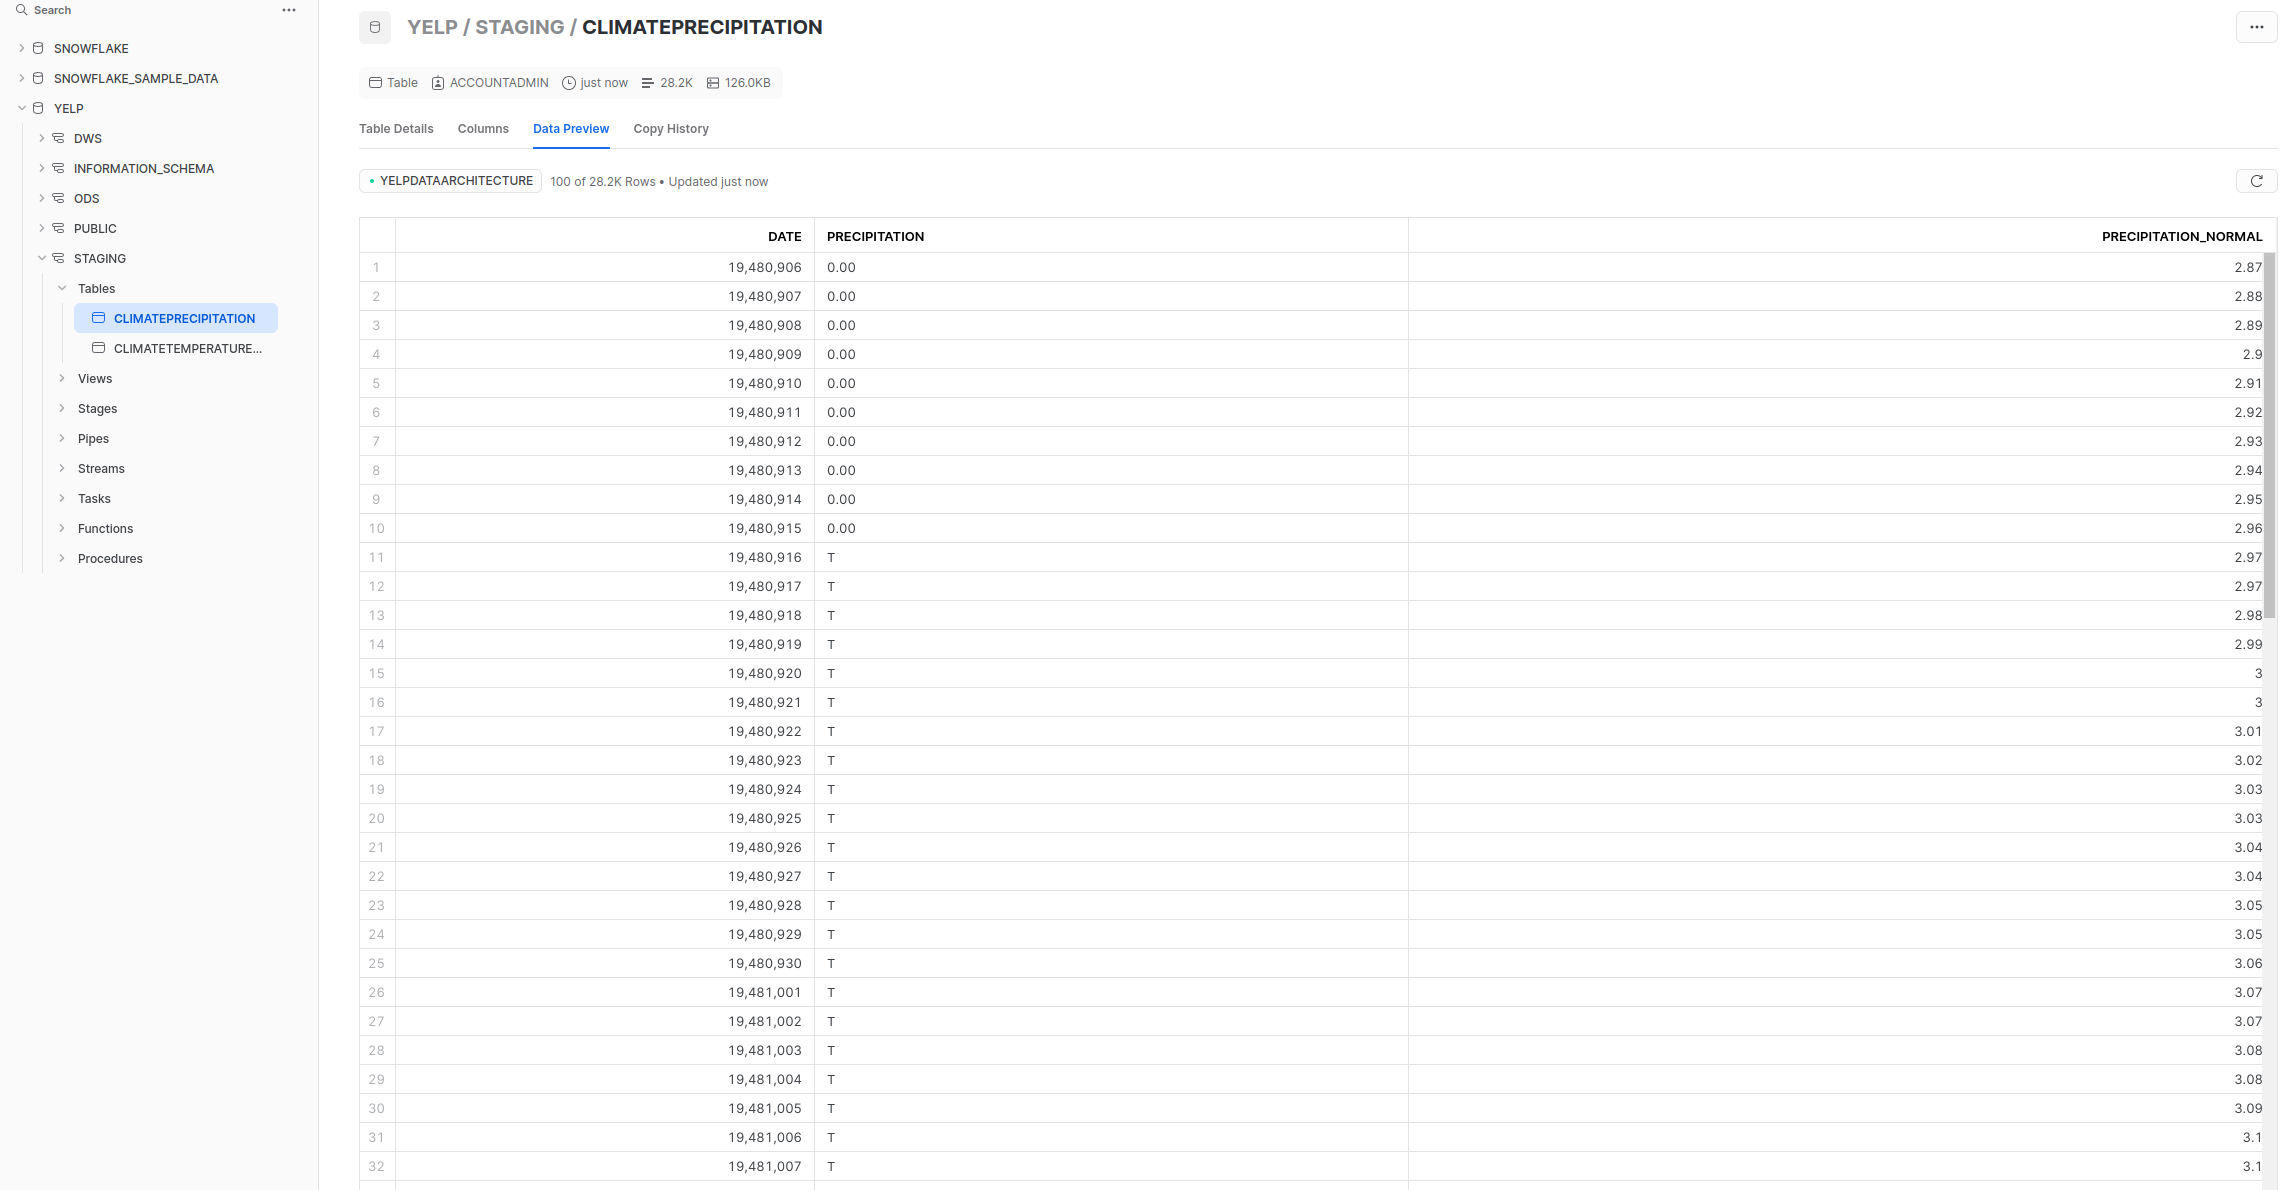 Search
SNOWFLAKE
SNOWFLAKE_SAMPLE_DATA
YELP
DWS
INFORMATION_SCHEMA
ODS
PUBLIC
STAGING
Tables
CLIMATEPRECIPITATION
CLIMATETEMPERATURE...
Views
Stages
Pipes
Streams
Tasks
Functions
Procedures
YELP / STAGING / CLIMATEPRECIPITATION
Table ACCOUNTADMIN just now 28.2K 126.0KB
Table Details Columns Data Preview Copy History
YELPDATAARCHITECTURE 100 of 28.2K Rows • Updated just now
DATE PRECIPITATION PRECIPITATION_NORMAL
1 19,480,906 0.00 2.87
2 19,480,907 0.00 2.88
3 19,480,908 0.00 2.89
4 19,480,909 0.00 2.9
5 19,480,910 0.00 2.91
6 19,480,911 0.00 2.92
7 19,480,912 0.00 2.93
8 19,480,913 0.00 2.94
9 19,480,914 0.00 2.95
10 19,480,915 0.00 2.96
11 19,480,916 T 2.97
12 19,480,917 T 2.97
13 19,480,918 T 2.98
14 19,480,919 T 2.99
15 19,480,920 T 3
16 19,480,921 T 3
17 19,480,922 T 3.01
18 19,480,923 T 3.02
19 19,480,924 T 3.03
20 19,480,925 T 3.03
21 19,480,926 T 3.04
22 19,480,927 T 3.04
23 19,480,928 T 3.05
24 19,480,929 T 3.05
25 19,480,930 T 3.06
26 19,481,001 T 3.07
27 19,481,002 T 3.07
28 19,481,003 T 3.08
29 19,481,004 T 3.08
30 19,481,005 T 3.09
31 19,481,006 T 3.1
32 19,481,007 T 3.1